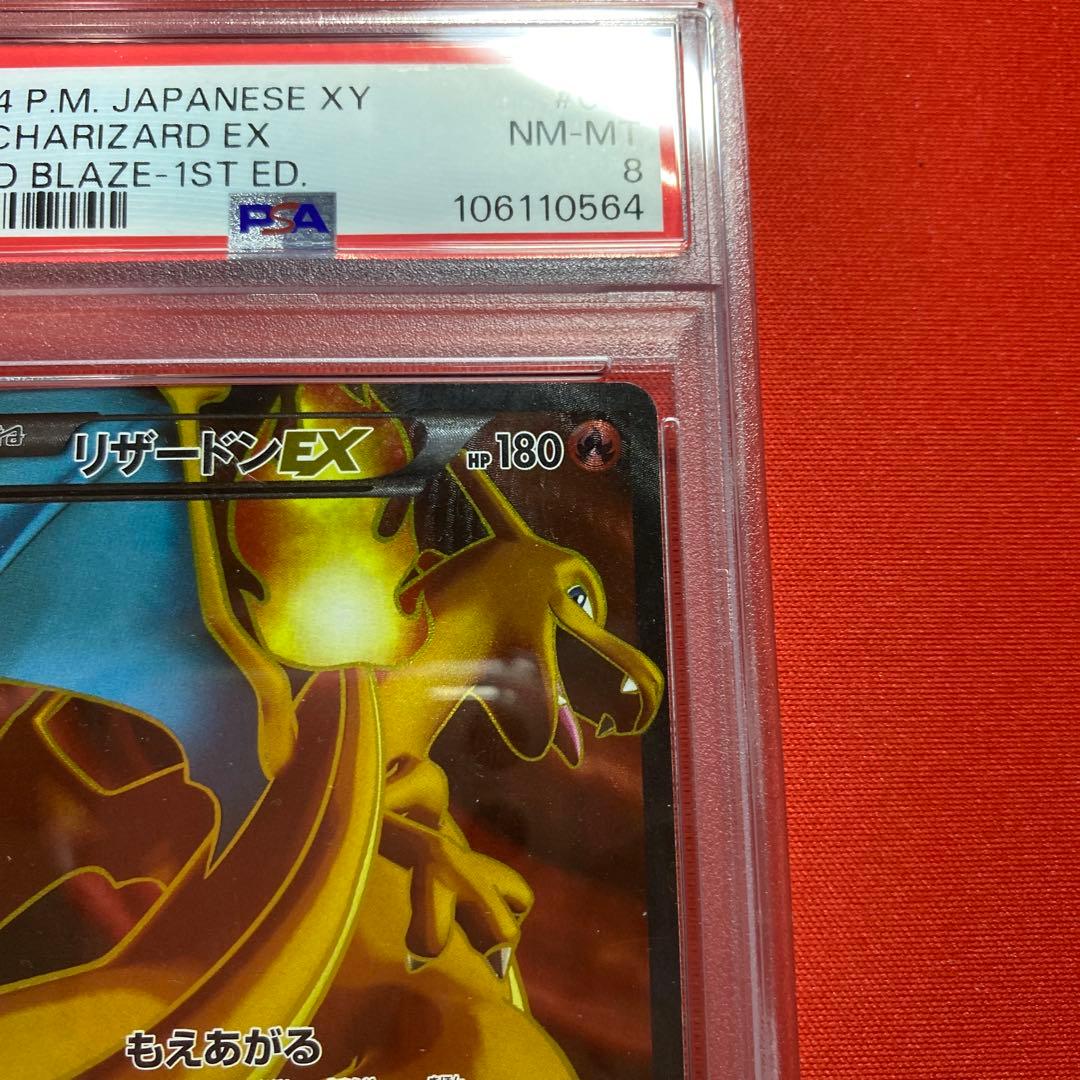 4 P.M. JAPANESE XY
CHARIZARD EX
NM-MT
D BLAZE-1ST ED.
8
PSA
106110564
リザードンEX
HP 180
もえあがる